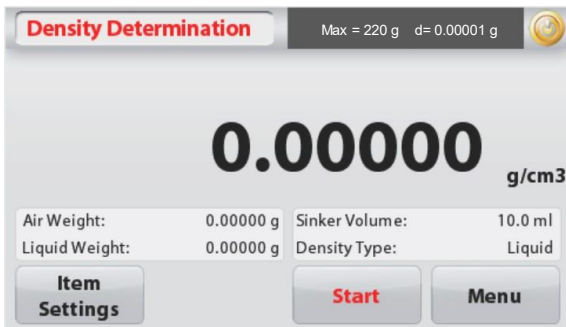 Density Determination
Max = 220 g d= 0.00001 g
0.00000
g/cm3
Air Weight: 0.00000 g
Liquid Weight: 0.00000 g
Sinker Volume: 10.0 ml
Density Type: Liquid
Item
Settings
Start
Menu